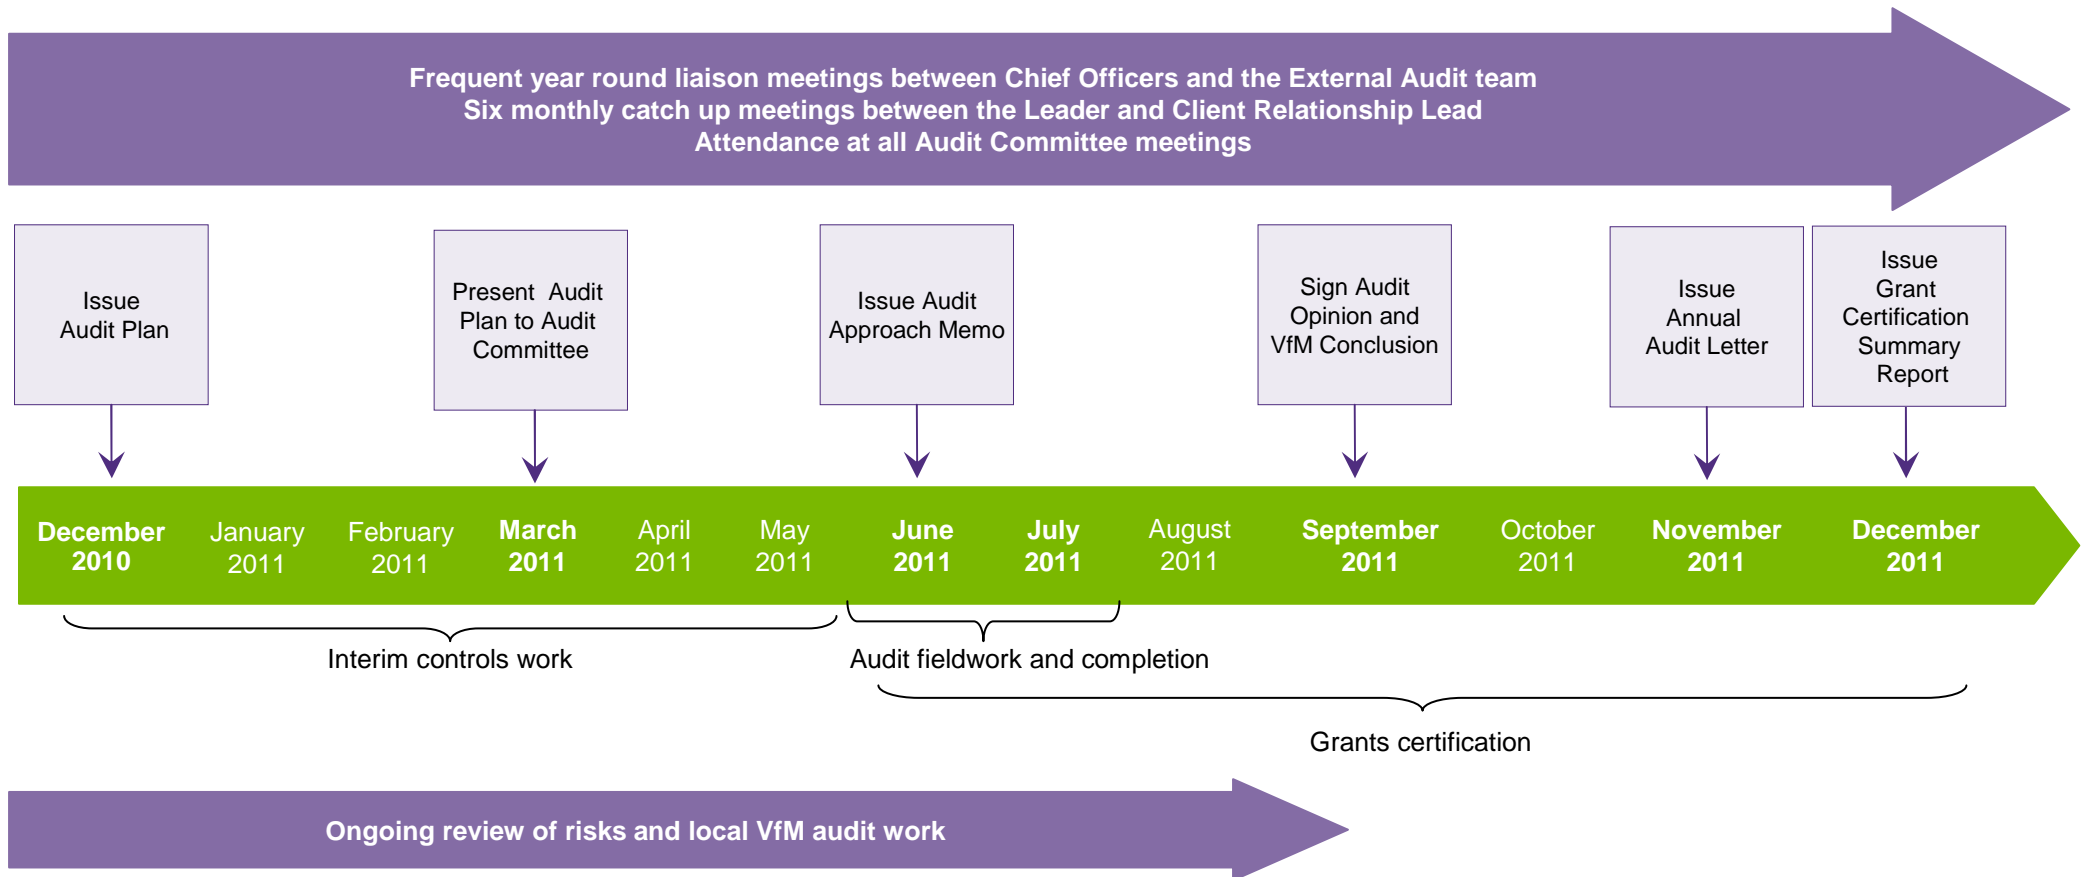 Frequent year round liaison meetings between Chief Officers and the External Audit team
Six monthly catch up meetings between the Leader and Client Relationship Lead
Attendance at all Audit Committee meetings
Issue
Audit Plan
Present Audit
Plan to Audit
Committee
Issue Audit
Approach Memo
Sign Audit
Opinion and
VfM Conclusion
Issue
Annual
Audit Letter
Issue
Grant
Certification
Summary
Report
December
2010
January
2011
February
2011
March
2011
April
2011
May
2011
June
2011
July
2011
August
2011
September
2011
October
2011
November
2011
December
2011
Interim controls work
Audit fieldwork and completion
Grants certification
Ongoing review of risks and local VfM audit work